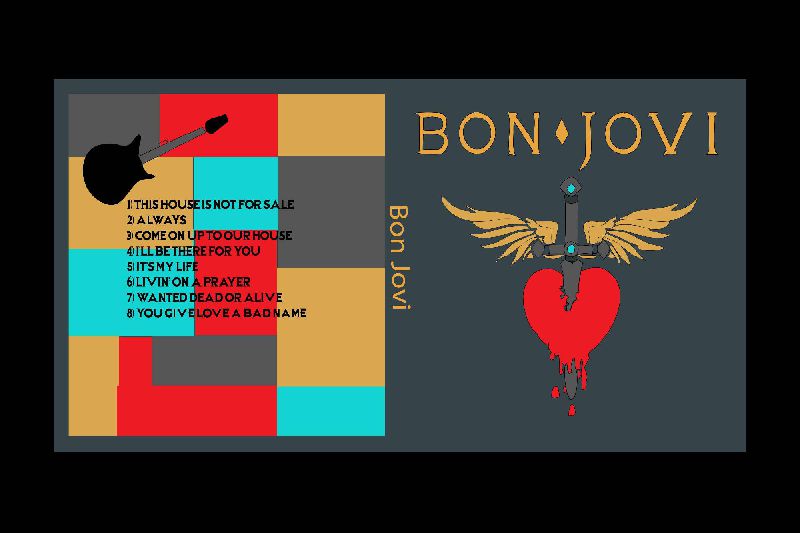 1) THIS HOUSE IS NOT FOR SALE
2) ALWAYS
3) COME ON UP TO OUR HOUSE
4) I'LL BE THERE FOR YOU
5) IT'S MY LIFE
6) LIVIN' ON A PRAYER
7) WANTED DEAD OR ALIVE
8) YOU GIVE LOVE A BAD NAME
Bon Jovi
BON♦JOVI